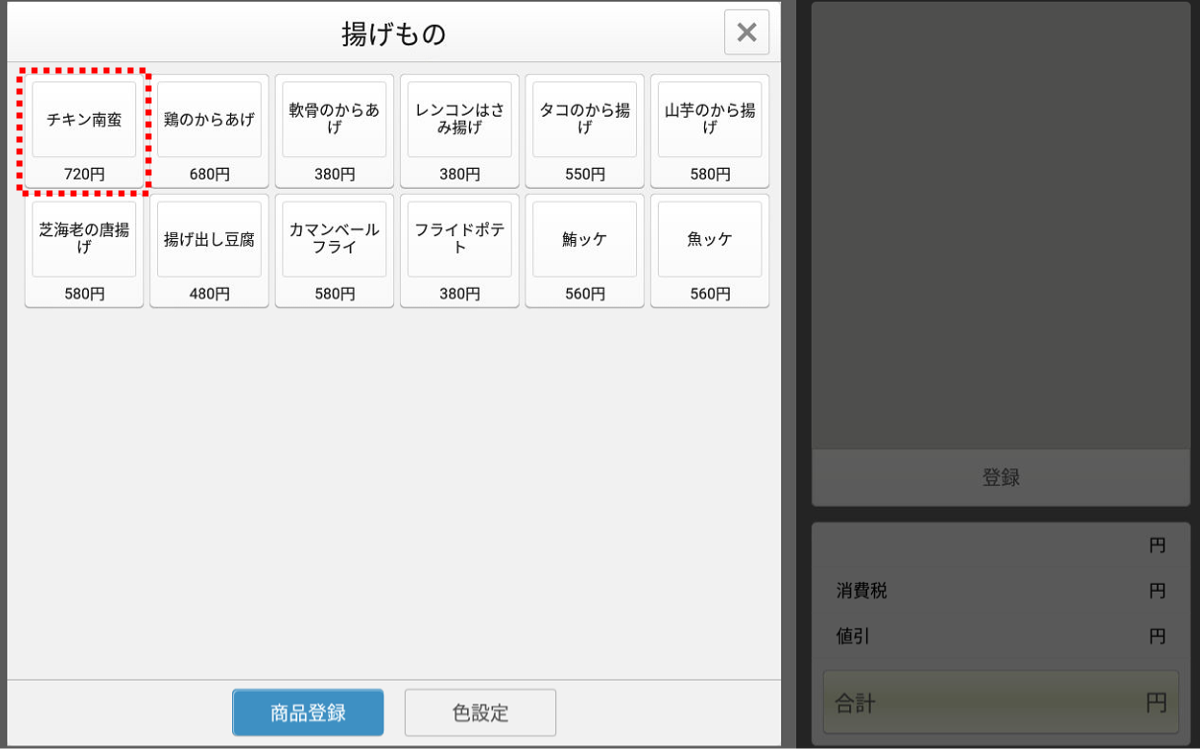 揚げもの
チキン南蛮
720円
鶏のからあげ
680円
軟骨のからあ
げ
380円
レンコンはさ
み揚げ
380円
タコのから揚
げ
550円
山芋のから揚
げ
580円
芝海老の唐揚
げ
580円
揚げ出し豆腐
480円
カマンベール
フライ
580円
フライドポテ
ト
380円
鮪ッケ
560円
魚ッケ
560円
商品登録
色設定
登録
円
消費税 円
値引 円
合計 円